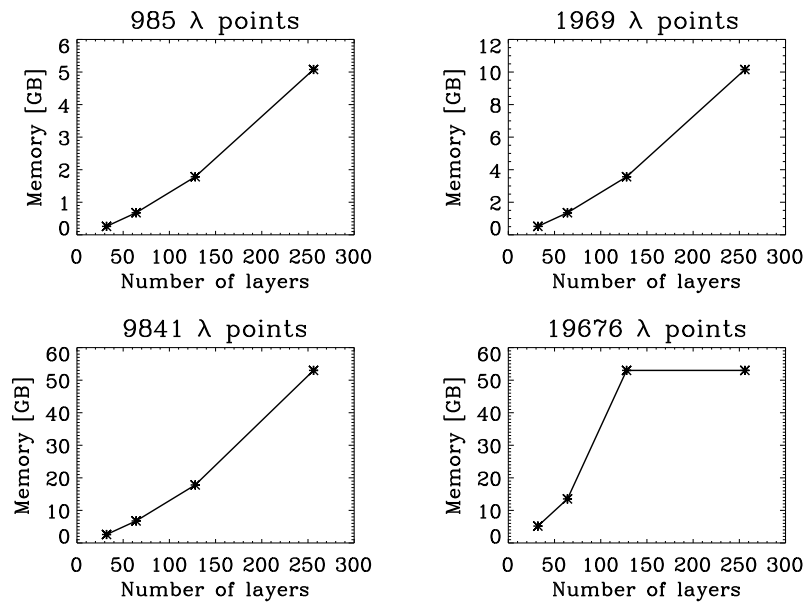 985 λ points
1969 λ points
6
5
4
3
2
1
0
Memory [GB]
0 50 100 150 200 250 300
Number of layers
12
10
8
6
4
2
0
Memory [GB]
0 50 100 150 200 250 300
Number of layers
9841 λ points
19676 λ points
60
50
40
30
20
10
0
Memory [GB]
0 50 100 150 200 250 300
Number of layers
60
50
40
30
20
10
0
Memory [GB]
0 50 100 150 200 250 300
Number of layers